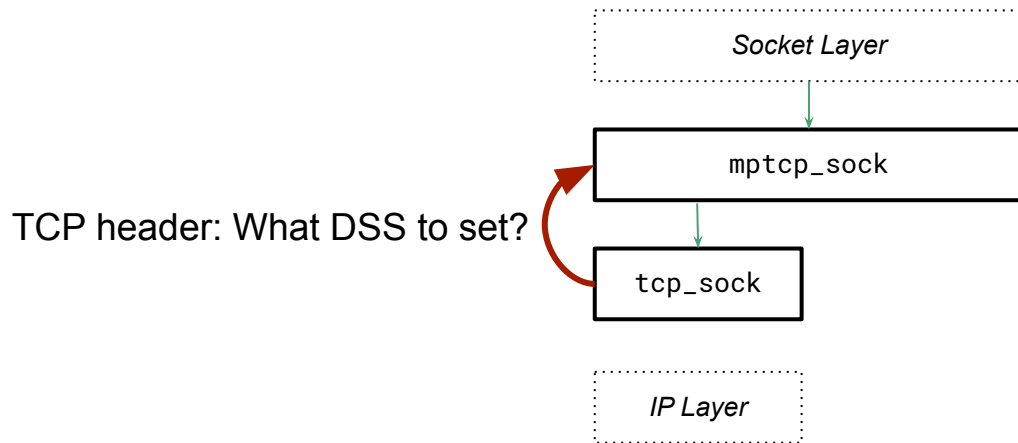 Socket Layer
mptcp_sock
TCP header: What DSS to set?
tcp_sock
IP Layer